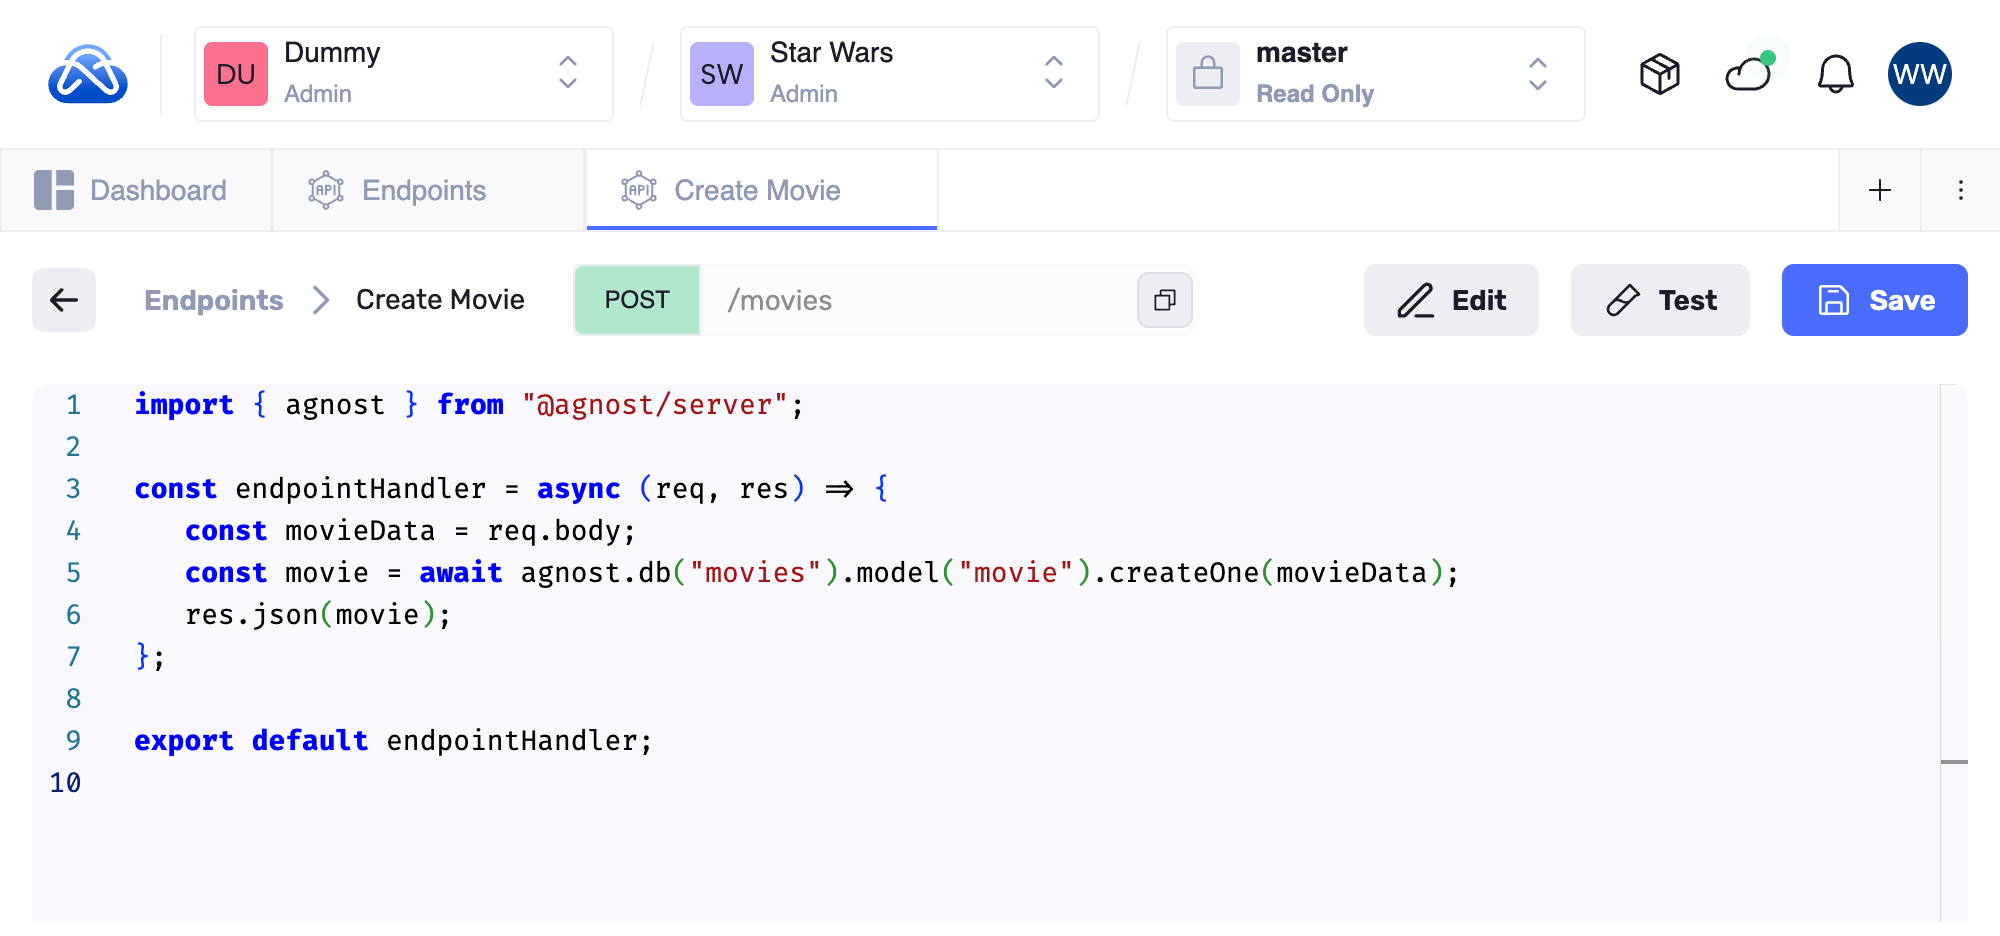 DU Dummy Admin SW Star Wars Admin master Read Only WW
Dashboard API Endpoints API Create Movie
Endpoints Create Movie POST /movies Edit Test Save
1 import { agnost } from "@agnost/server";
2
3 const endpointHandler = async (req, res) => {
4 const movieData = req.body;
5 const movie = await agnost.db("movies").model("movie").createOne(movieData);
6 res.json(movie);
7 };
8
9 export default endpointHandler;
10